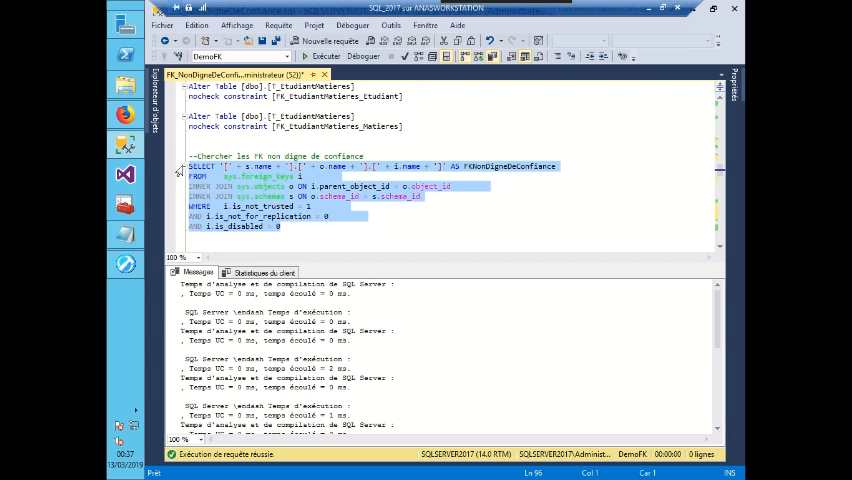 SQL_2017 sur ANASWORKSTATION
Fichier Edition Affichage Requête Projet Déboguer Outils Fenêtre Aide
Nouvelle requête
DemoFK Exécuter Déboguer
FK_NonDigneDeConfi...ministrateur (52))*
Explorateur d'objets
Propriétés
Alter Table [dbo].[T_EtudiantMatieres]
nocheck constraint [FK_EtudiantMatieres_Etudiant]
Alter Table [dbo].[T_EtudiantMatieres]
nocheck constraint [FK_EtudiantMatieres_Matieres]
--Chercher les FK non digne de confiance
SELECT '[' + s.name + '].[' + o.name + '].[' + i.name + ']' AS FKNonDigneDeConfiance
FROM sys.foreign_keys i
INNER JOIN sys.objects o ON i.parent_object_id = o.object_id
INNER JOIN sys.schemas s ON o.schema_id = s.schema_id
WHERE i.is_not_trusted = 1
AND i.is_not_for_replication = 0
AND i.is_disabled = 0
100 %
Messages Statistiques du client
Temps d'analyse et de compilation de SQL Server :
, Temps UC = 0 ms, temps écoulé = 0 ms.
SQL Server \endash Temps d'exécution :
, Temps UC = 0 ms, temps écoulé = 0 ms.
Temps d'analyse et de compilation de SQL Server :
, Temps UC = 0 ms, temps écoulé = 0 ms.
SQL Server \endash Temps d'exécution :
, Temps UC = 0 ms, temps écoulé = 2 ms.
Temps d'analyse et de compilation de SQL Server :
, Temps UC = 0 ms, temps écoulé = 0 ms.
SQL Server \endash Temps d'exécution :
, Temps UC = 0 ms, temps écoulé = 1 ms.
Temps d'analyse et de compilation de SQL Server :
100 %
Exécution de requête réussie. SQLSERVER2017 (14.0 RTM) SQLSERVER2017\Administ... DemoFK 00:00:00 0 lignes
Prêt Ln 96 Col 1 Car 1 INS
00:37
13/03/2019